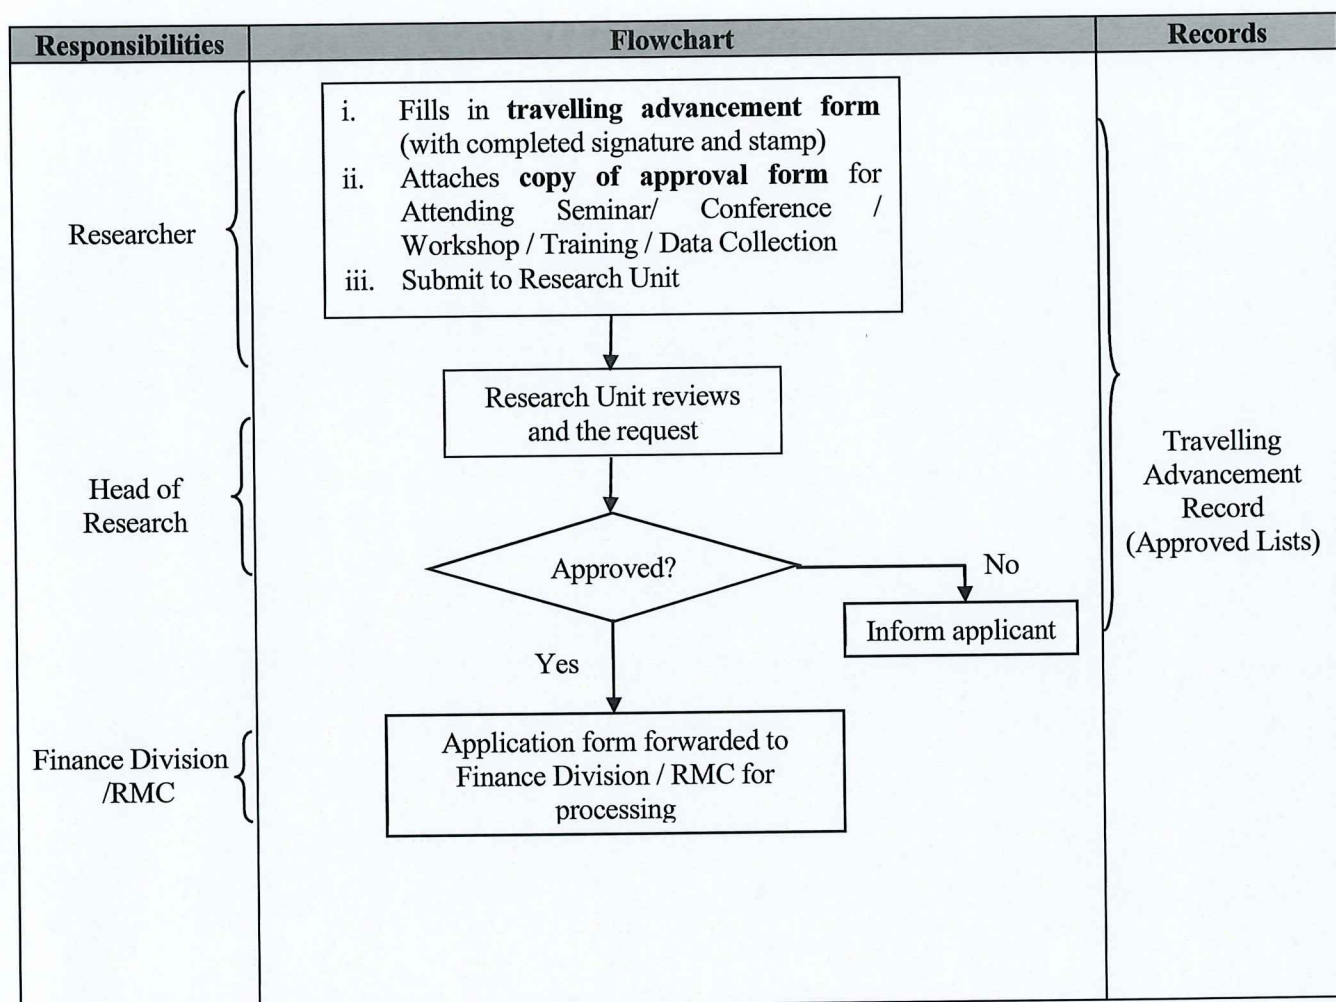 Responsibilities
Flowchart
Records
Researcher
i. Fills in travelling advancement form
(with completed signature and stamp)
ii. Attaches copy of approval form for
Attending Seminar/ Conference /
Workshop / Training / Data Collection
iii. Submit to Research Unit
Research Unit reviews
and the request
Head of
Research
Approved?
No
Inform applicant
Yes
Travelling
Advancement
Record
(Approved Lists)
Finance Division
/RMC
Application form forwarded to
Finance Division / RMC for
processing